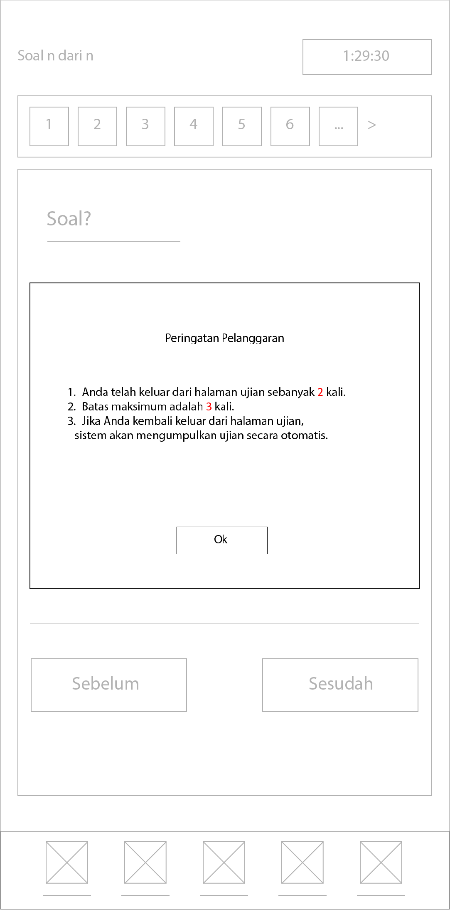 Soal n dari n
1:29:30
1 2 3 4 5 6 ... >
Soal?
Peringatan Pelanggaran
1. Anda telah keluar dari halaman ujian sebanyak 2 kali.
2. Batas maksimum adalah 3 kali.
3. Jika Anda kembali keluar dari halaman ujian,
sistem akan mengumpulkan ujian secara otomatis.
Ok
Sebelum
Sesudah